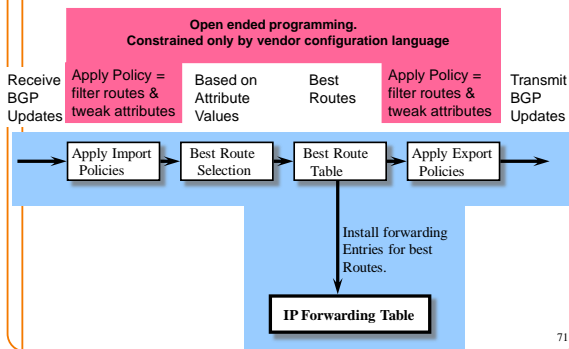 Open ended programming.
Constrained only by vendor configuration language
Receive
BGP
Updates
Apply Policy =
filter routes &
tweak attributes
Based on
Attribute
Values
Best
Routes
Apply Policy =
filter routes &
tweak attributes
Transmit
BGP
Updates
Apply Import
Policies
Best Route
Selection
Best Route
Table
Apply Export
Policies
Install forwarding
Entries for best
Routes.
IP Forwarding Table
71